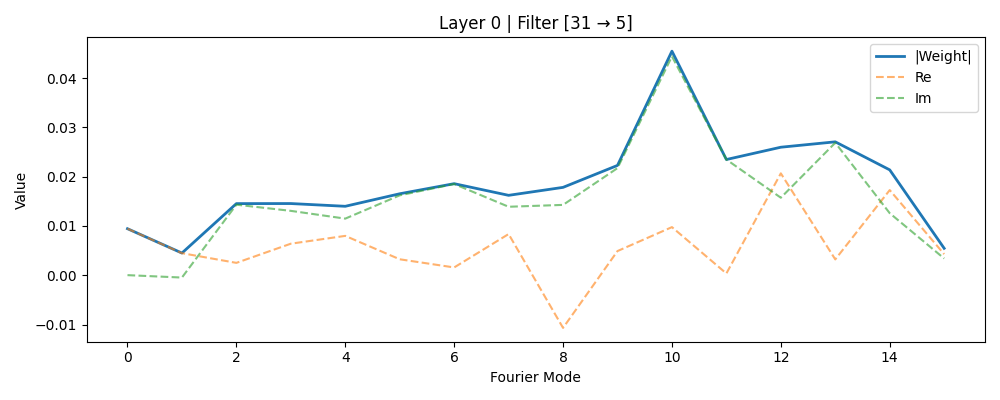 Layer 0 | Filter [31 → 5]
|Weight|
Re
Im
Value
0.04
0.03
0.02
0.01
0.00
−0.01
0 2 4 6 8 10 12 14
Fourier Mode